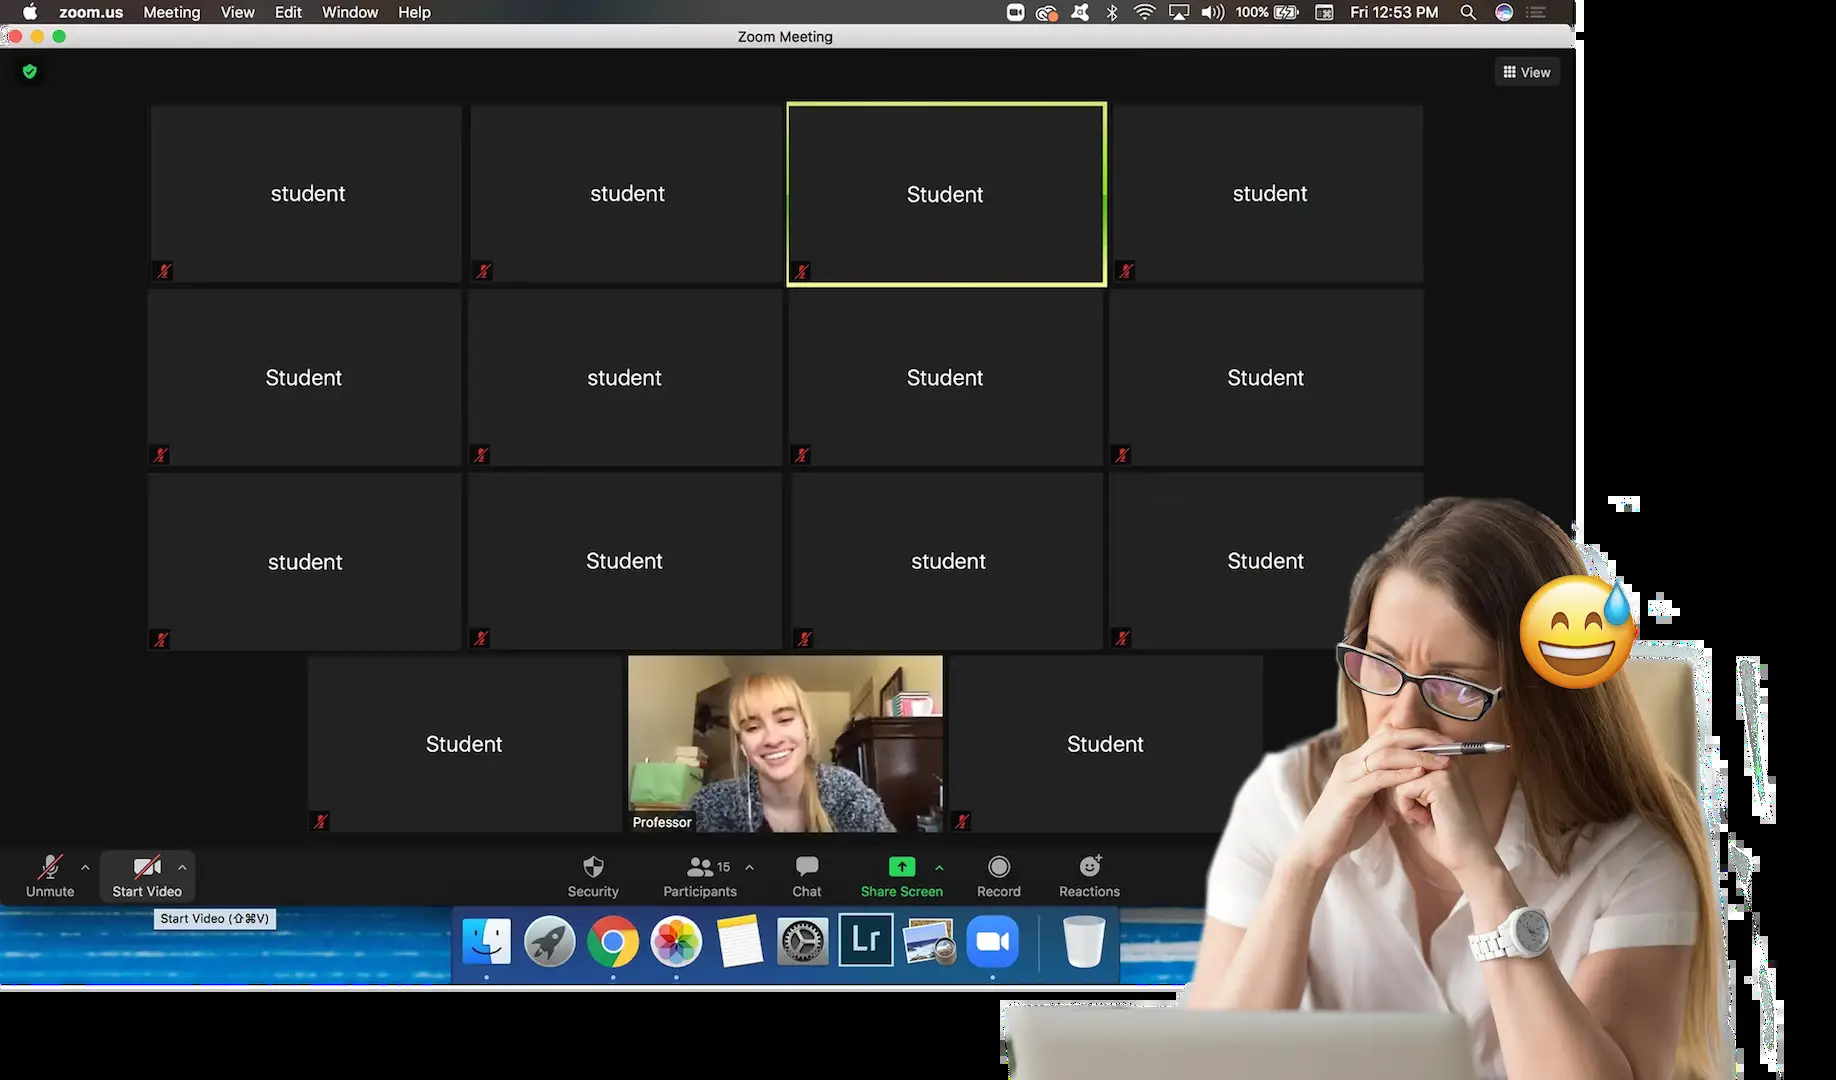 zoom.us Meeting View Edit Window Help 100% Fri 12:53 PM
Zoom Meeting
View
student student Student student
Student student Student Student
student Student student Student
Student Professor Student
15
Unmute Start Video Security Participants Chat Share Screen Record Reactions
Start Video (⇧⌘V)
Lr